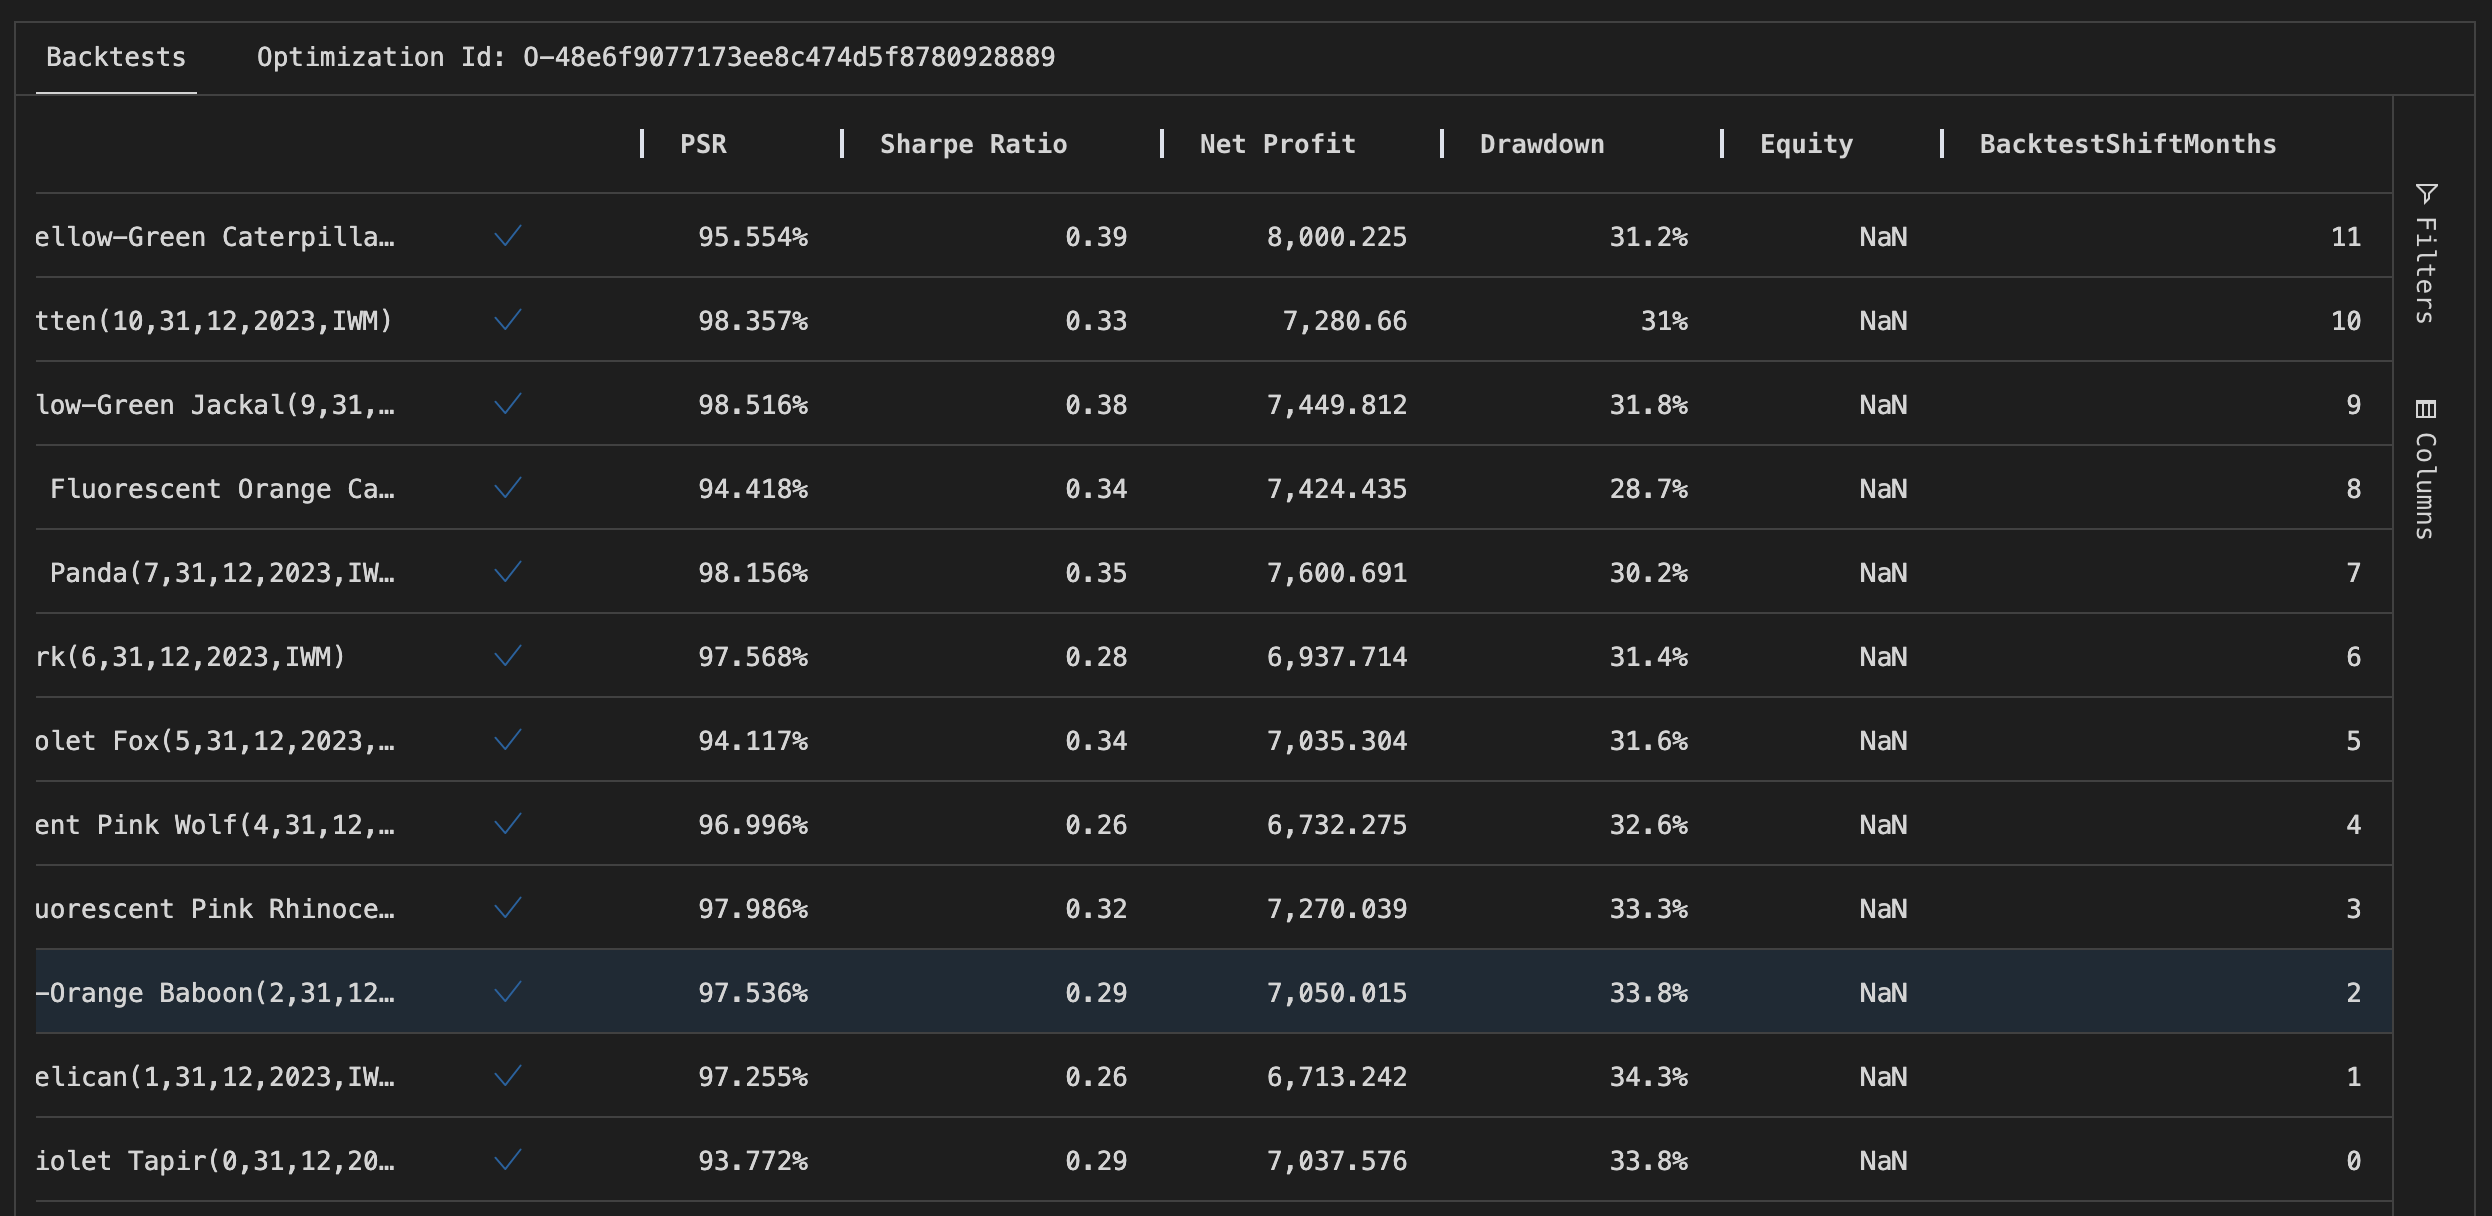 Backtests Optimization Id: O-48e6f9077173ee8c474d5f8780928889
PSR Sharpe Ratio Net Profit Drawdown Equity BacktestShiftMonths
ellow-Green Caterpilla… 95.554% 0.39 8,000.225 31.2% NaN 11
tten(10,31,12,2023,IWM) 98.357% 0.33 7,280.66 31% NaN 10
low-Green Jackal(9,31,… 98.516% 0.38 7,449.812 31.8% NaN 9
Fluorescent Orange Ca… 94.418% 0.34 7,424.435 28.7% NaN 8
Panda(7,31,12,2023,IW… 98.156% 0.35 7,600.691 30.2% NaN 7
rk(6,31,12,2023,IWM) 97.568% 0.28 6,937.714 31.4% NaN 6
olet Fox(5,31,12,2023,… 94.117% 0.34 7,035.304 31.6% NaN 5
ent Pink Wolf(4,31,12,… 96.996% 0.26 6,732.275 32.6% NaN 4
uorescent Pink Rhinoce… 97.986% 0.32 7,270.039 33.3% NaN 3
-Orange Baboon(2,31,12… 97.536% 0.29 7,050.015 33.8% NaN 2
elican(1,31,12,2023,IW… 97.255% 0.26 6,713.242 34.3% NaN 1
iolet Tapir(0,31,12,20… 93.772% 0.29 7,037.576 33.8% NaN 0
Filters
Columns